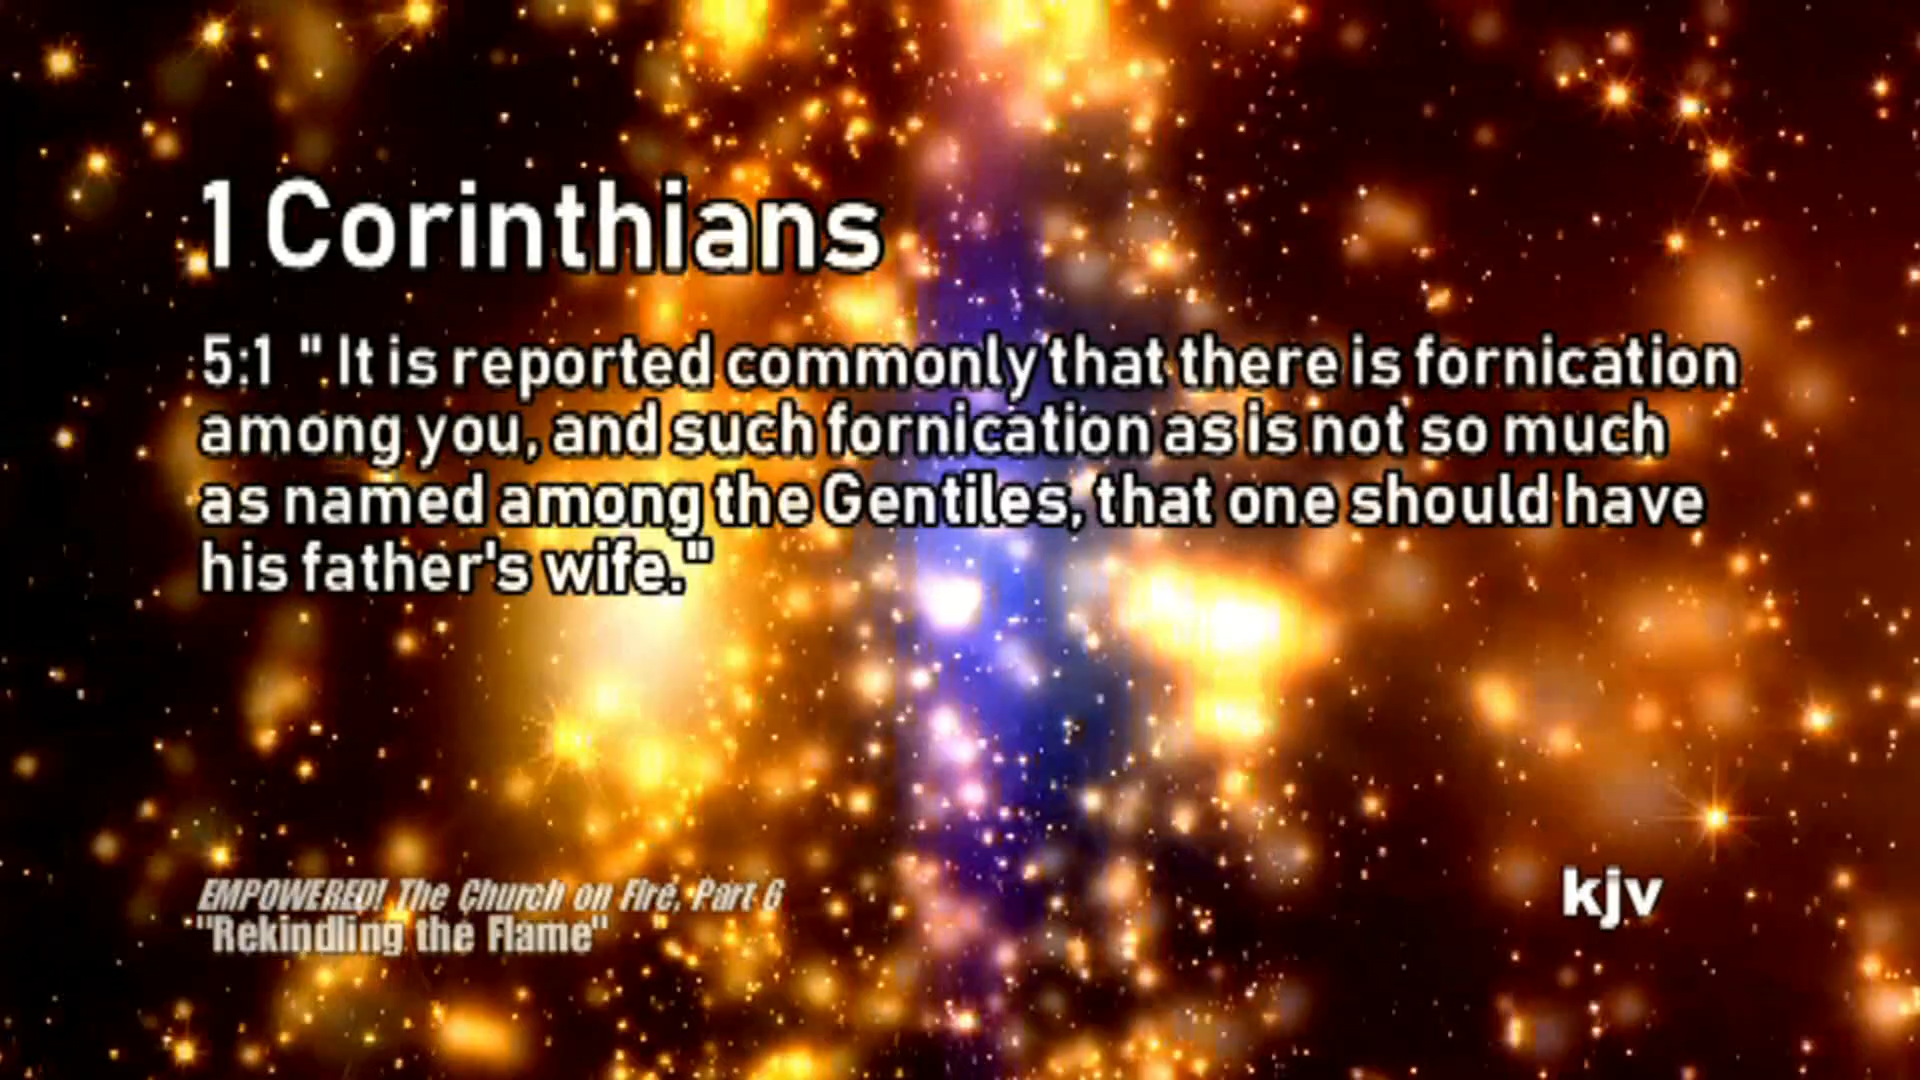 1 Corinthians
5:1 " It is reported commonly that there is fornication
among you, and such fornication as is not so much
as named among the Gentiles, that one should have
his father's wife."
EMPOWERED! The Church on Fire, Part 6
"Rekindling the Flame"
kjv